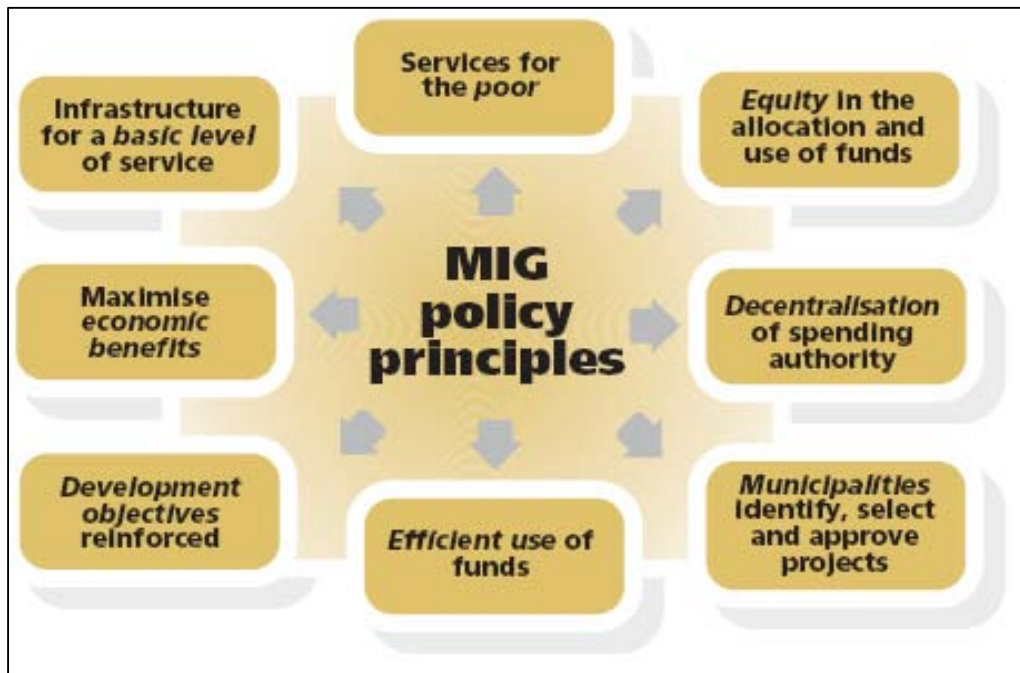 Services for
the poor
Infrastructure
for a basic level
of service
Equity in the
allocation and
use of funds
MIG
policy
principles
Maximise
economic
benefits
Decentralisation
of spending
authority
Development
objectives
reinforced
Efficient use of
funds
Municipalities
identify, select
and approve
projects